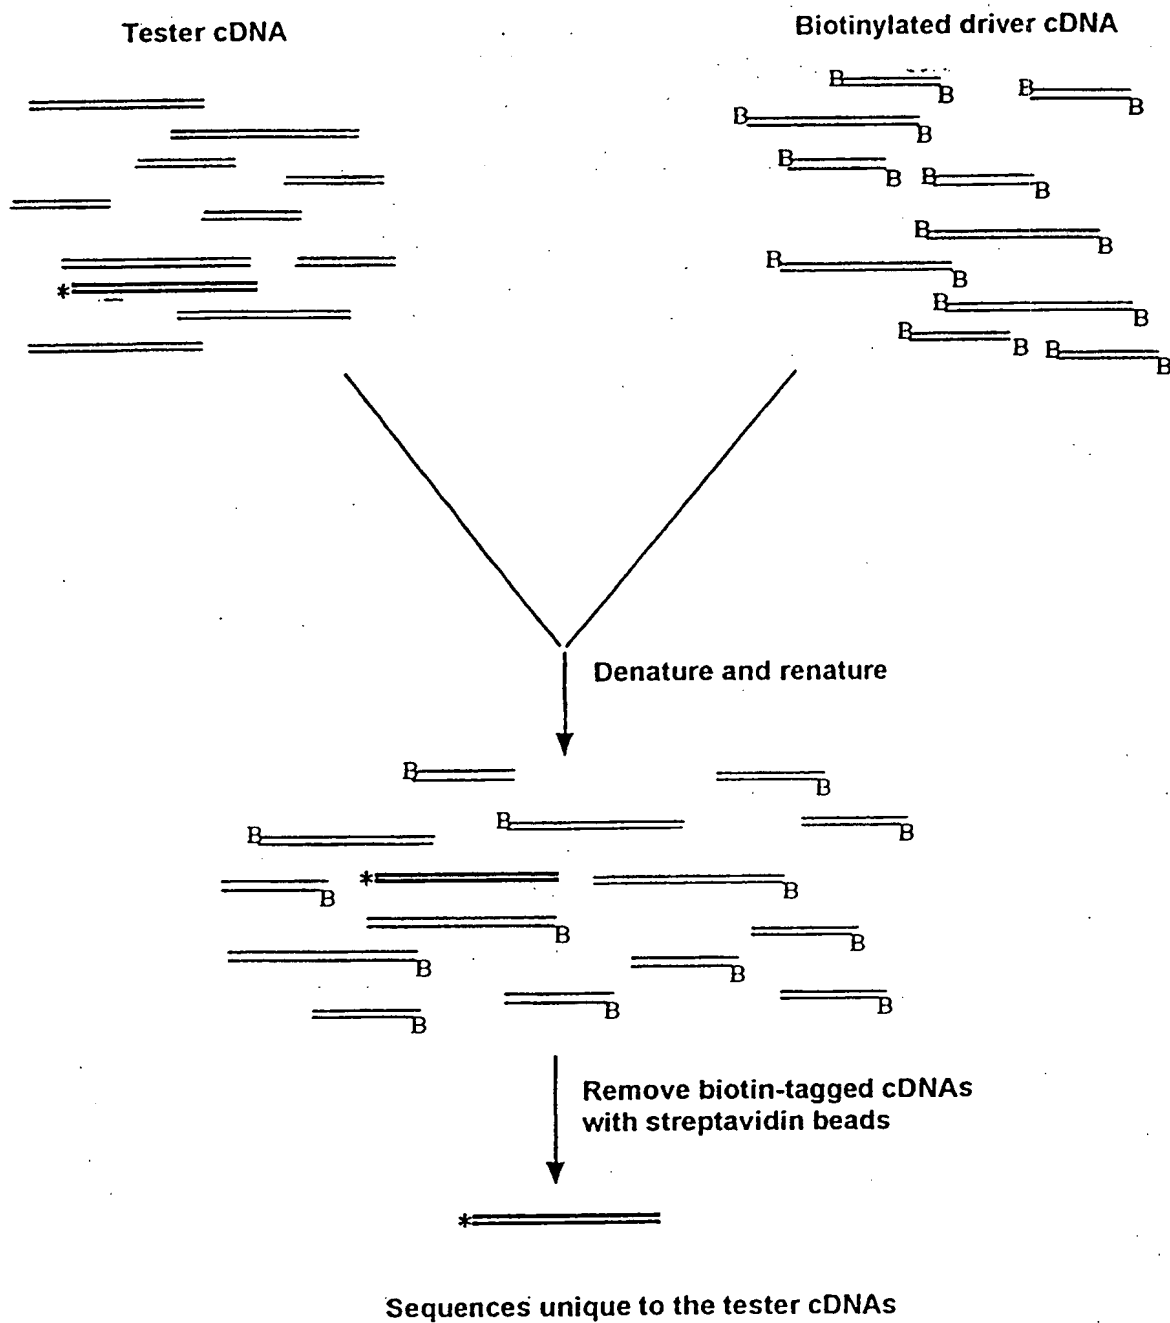 Tester cDNA
Biotinylated driver cDNA
B B
B B
B B
B B
B B
B B
B B
*
B B
B B
B B
Denature and renature
B B
B B B
* B B
B B
B B
B B B
Remove biotin-tagged cDNAs
with streptavidin beads
*
Sequences unique to the tester cDNAs